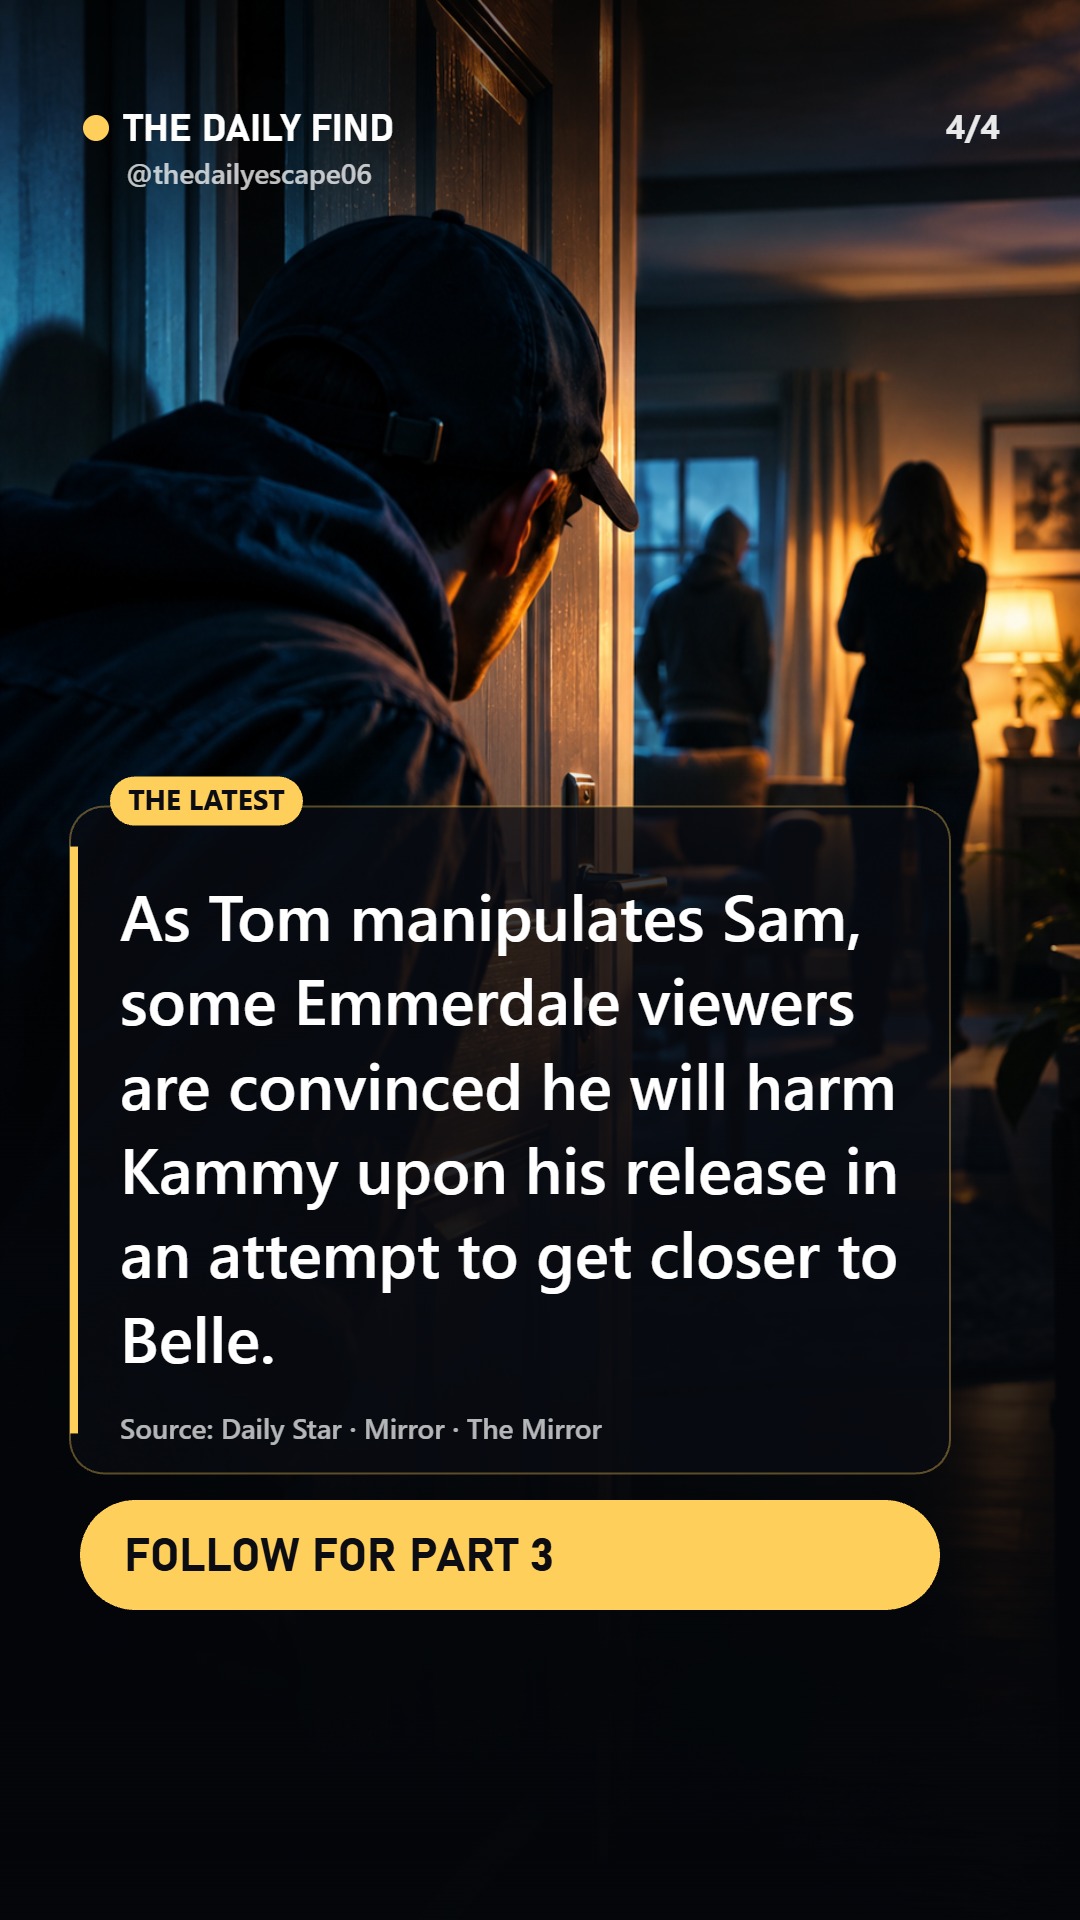 THE DAILY FIND
4/4
@thedailyescape06
THE LATEST
As Tom manipulates Sam,
some Emmerdale viewers
are convinced he will harm
Kammy upon his release in
an attempt to get closer to
Belle.
Source: Daily Star · Mirror · The Mirror
FOLLOW FOR PART 3